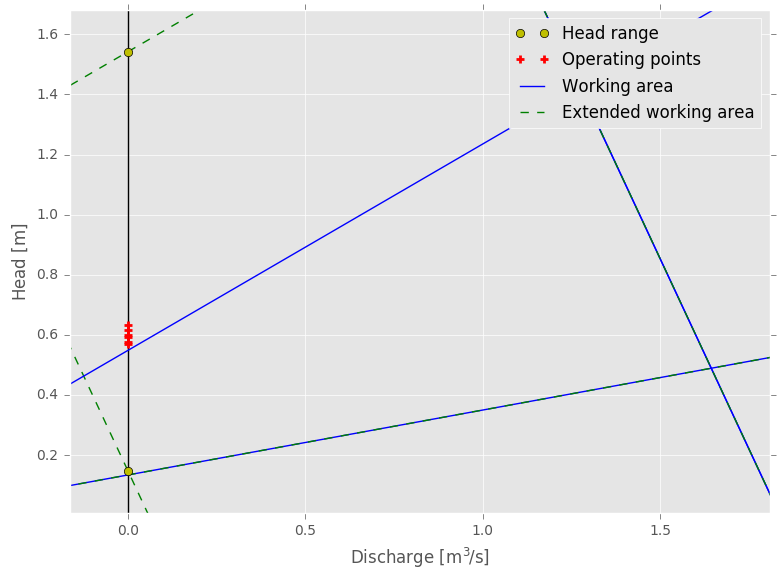 Head range
Operating points
Working area
Extended working area
Head [m]
1.6
1.4
1.2
1.0
0.8
0.6
0.4
0.2
0.0 0.5 1.0 1.5
Discharge [m³/s]